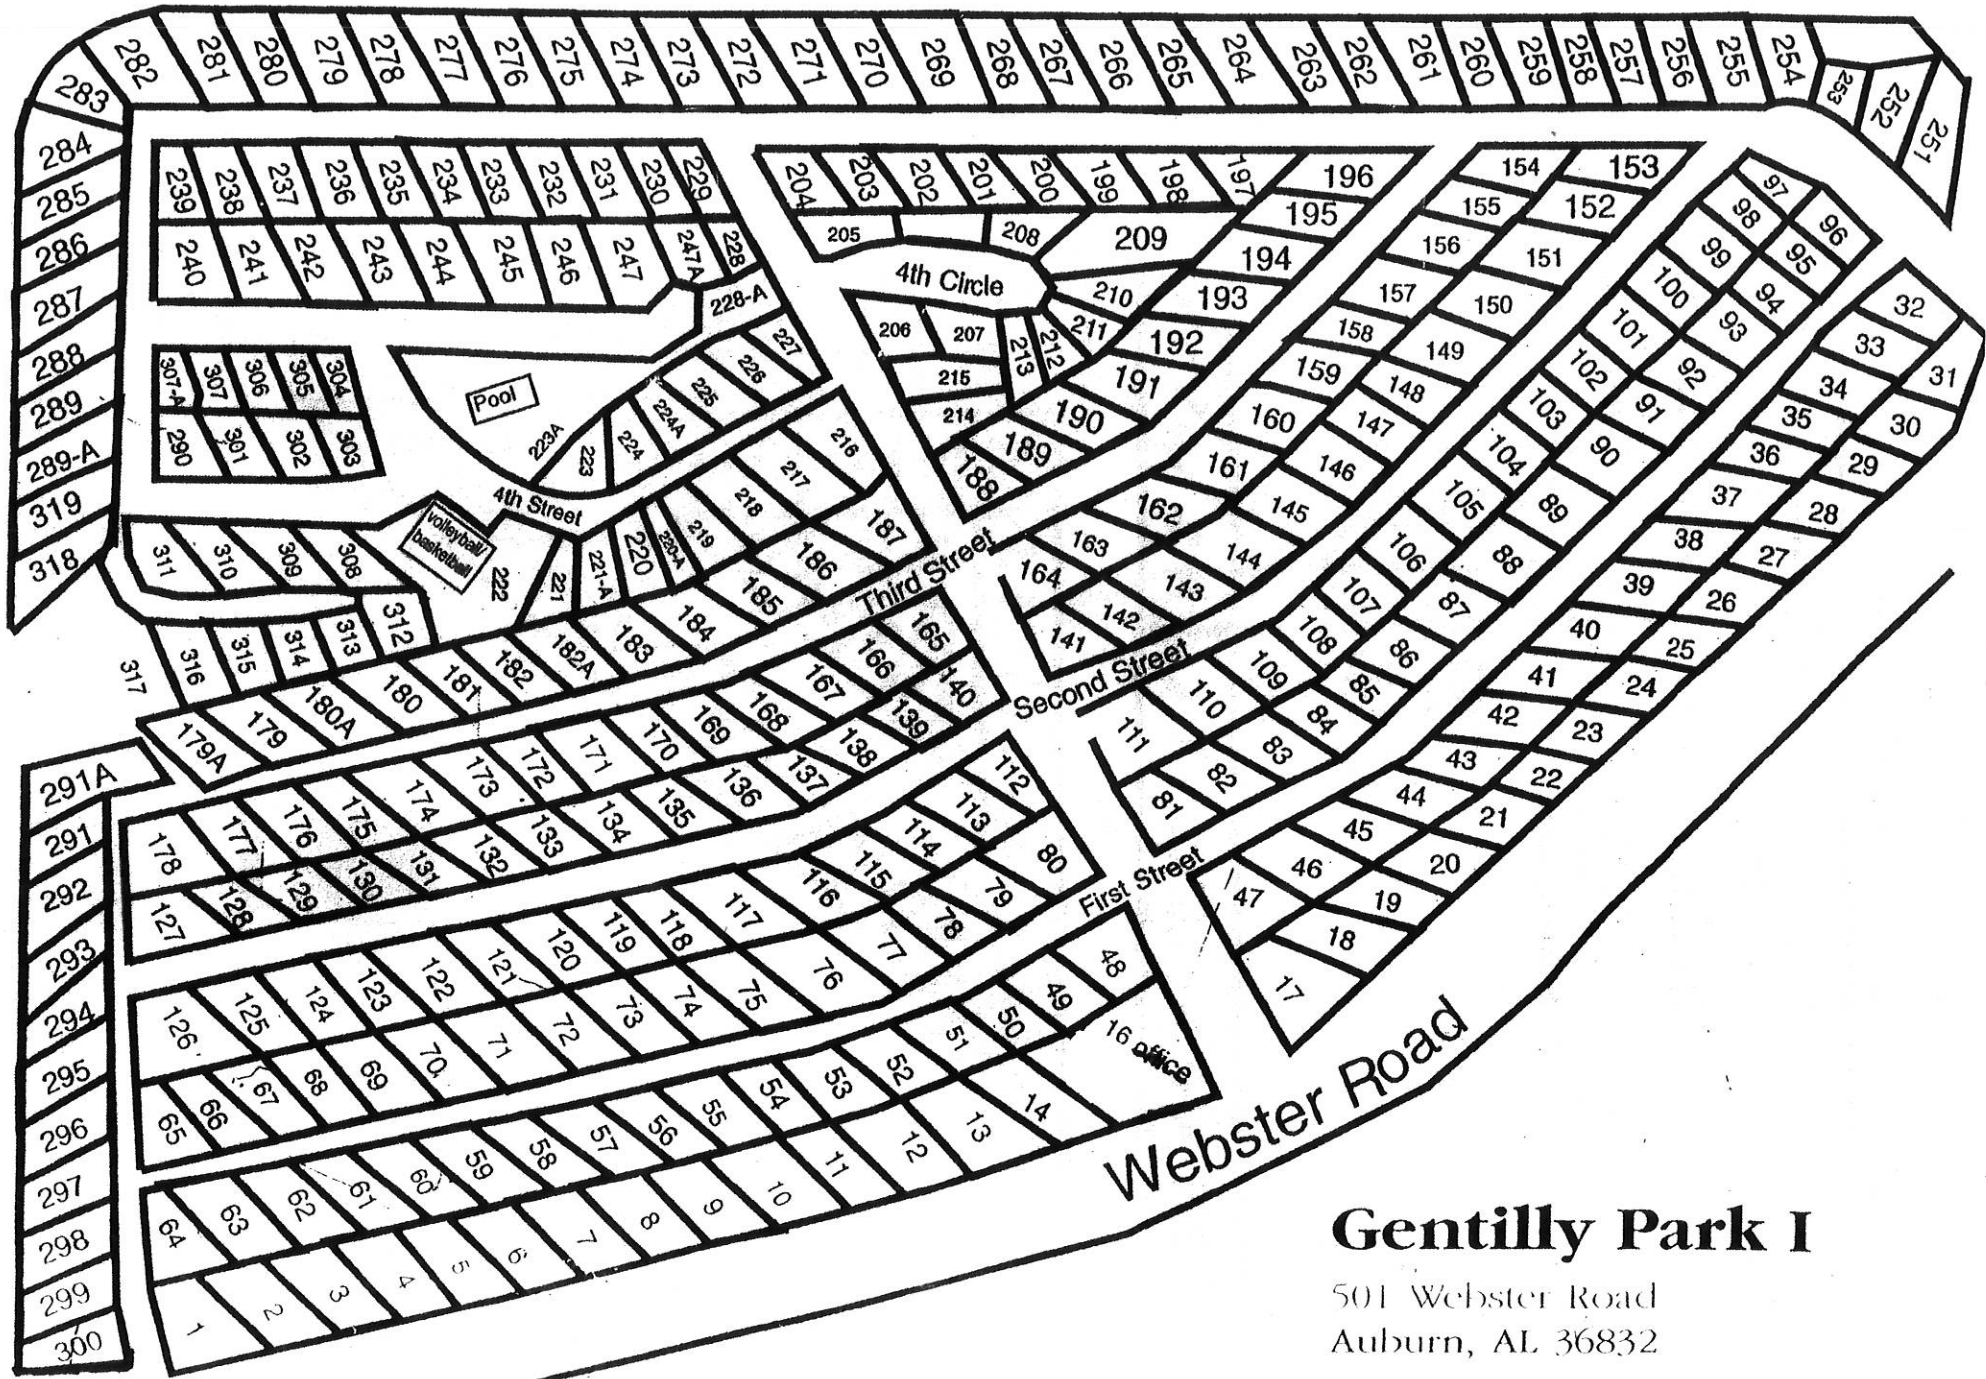 282 281 280 279 278 277 276 275 274 273 272 271 270 269 268 267 266 265 264 263 262 261 260 259 258 257 256 255 254 253 252 251
283
284
285
286
287
288
289
289-A
319
318
239 238 237 236 235 234 233 232 231 230 229
240 241 242 243 244 245 246 247 247A 228
228-A
227
226
225
224A
224
223
223A
Pool
307-A 307 306 305 304
290 301 302 303
4th Street
volleyball/
basketball
311 310 309 308
312
313
314
315
316
317
222
221
221-A
220
220-A
219
218
217
216
204 203 202 201 200 199 198 197 196
205 208 209 195
4th Circle
194
210 193
206 207 213 212 211 192
215 191
214 190
189
188
154 153
155 152
156 151
157 150
158 149
159 148
160 147
161 146
162 145
163 144
164 143
142
141
97 96
98 95
99 94
100 93
101 92
102 91
103 90
104 89
105 88
106 87
107 86
108 85
109 84
110 83
111 82
81
32 31
33 30
34 29
35 28
36 27
37 26
38 25
39 24
40 23
41 22
42 21
43 20
44 19
45 18
46 17
47
Third Street
179A 179 180A 180 181 182 182A 183 184 185 186 187
Second Street
178 177 176 175 174 173 172 171 170 169 168 167 166 165
127 128 129 130 131 132 133 134 135 136 137 138 139 140
First Street
126 125 124 123 122 121 120 119 118 117 116 115 114 113 112
65 66 67 68 69 70 71 72 73 74 75 76 77 78 79 80
64 63 62 61 60 59 58 57 56 55 54 53 52 51 50 49 48
1 2 3 4 5 6 7 8 9 10 11 12 13 14 16 office
291A
291
292
293
294
295
296
297
298
299
300
Webster Road
Gentilly Park I
501 Webster Road
Auburn, AL 36832